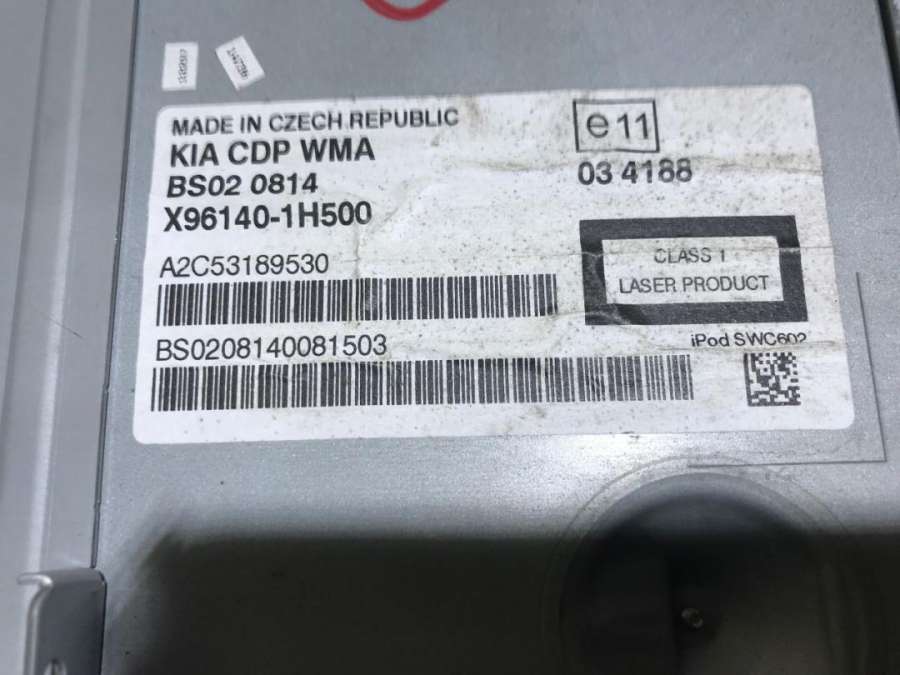 MADE IN CZECH REPUBLIC
KIA CDP WMA
BS02 0814
X96140-1H500
e11
03 4188
A2C53189530
CLASS 1
LASER PRODUCT
BS0208140081503
iPod SWC602